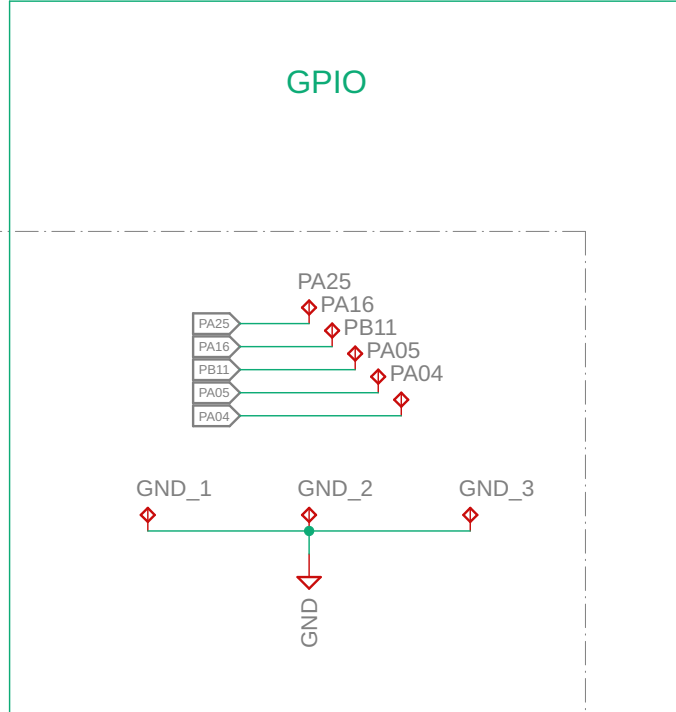 GPIO
PA25
PA16
PB11
PA05
PA04
PA25
PA16
PB11
PA05
PA04
GND_1 GND_2 GND_3
GND